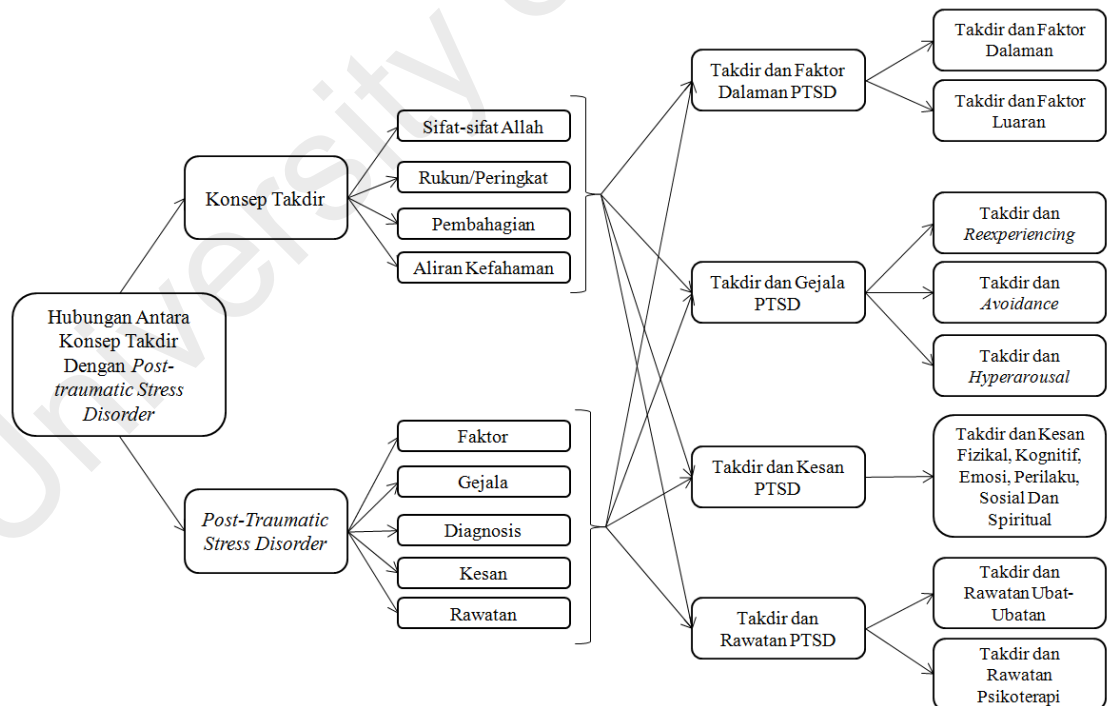 University
Hubungan Antara
Konsep Takdir
Dengan Post-
traumatic Stress
Disorder
Konsep Takdir
Post-Traumatic
Stress Disorder
Sifat-sifat Allah
Rukun/Peringkat
Pembahagian
Aliran Kefahaman
Faktor
Gejala
Diagnosis
Kesan
Rawatan
Takdir dan Faktor
Dalaman PTSD
Takdir dan Gejala
PTSD
Takdir dan Kesan
PTSD
Takdir dan
Rawatan PTSD
Takdir dan Faktor
Dalaman
Takdir dan Faktor
Luaran
Takdir dan
Reexperiencing
Takdir dan
Avoidance
Takdir dan
Hyperarousal
Takdir dan Kesan
Fizikal, Kognitif,
Emosi, Perilaku,
Sosial Dan
Spiritual
Takdir dan
Rawatan Ubat-
Ubatan
Takdir dan
Rawatan
Psikoterapi